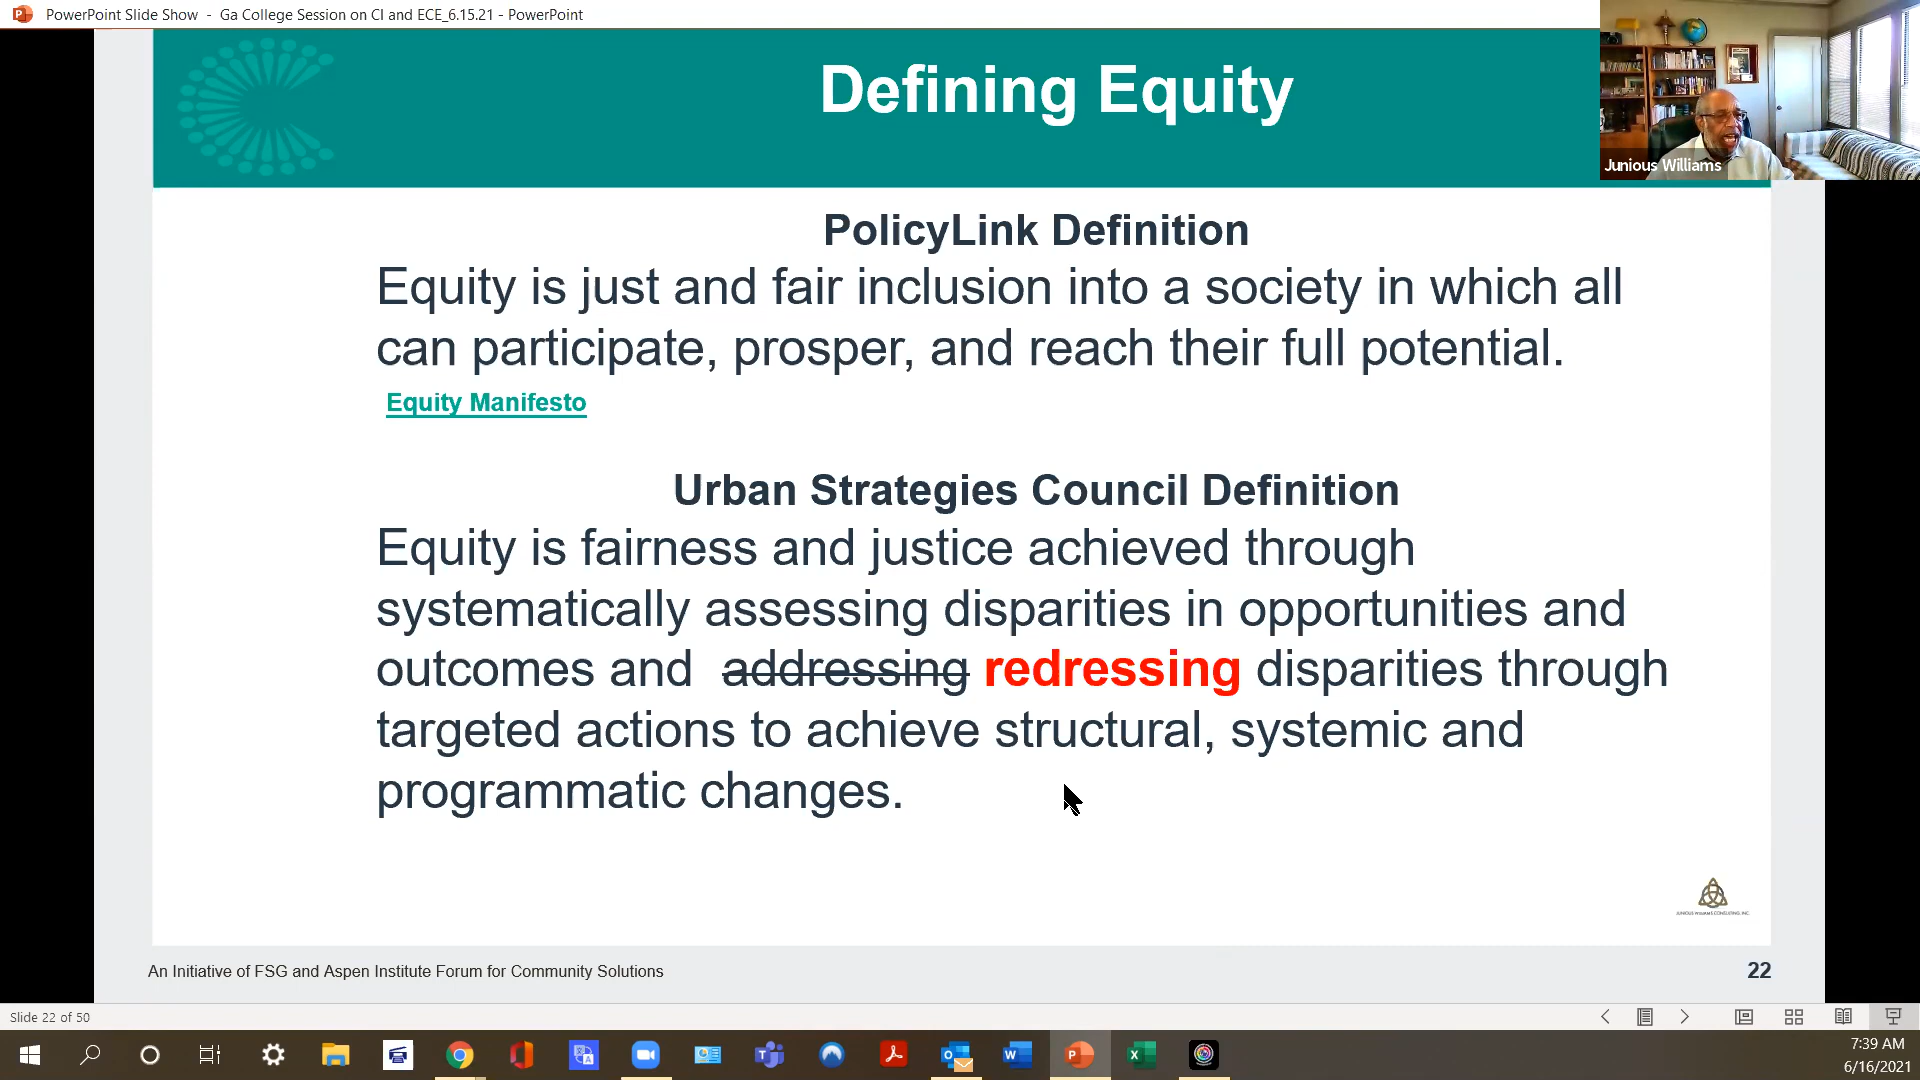 PowerPoint Slide Show - Ga College Session on CI and ECE_6.15.21 - PowerPoint
Defining Equity
Junious Williams
PolicyLink Definition
Equity is just and fair inclusion into a society in which all
can participate, prosper, and reach their full potential.
Equity Manifesto
Urban Strategies Council Definition
Equity is fairness and justice achieved through
systematically assessing disparities in opportunities and
outcomes and addressing redressing disparities through
targeted actions to achieve structural, systemic and
programmatic changes.
JUNIOUS WILLIAMS CONSULTING, INC.
An Initiative of FSG and Aspen Institute Forum for Community Solutions
22
Slide 22 of 50
7:39 AM
6/16/2021